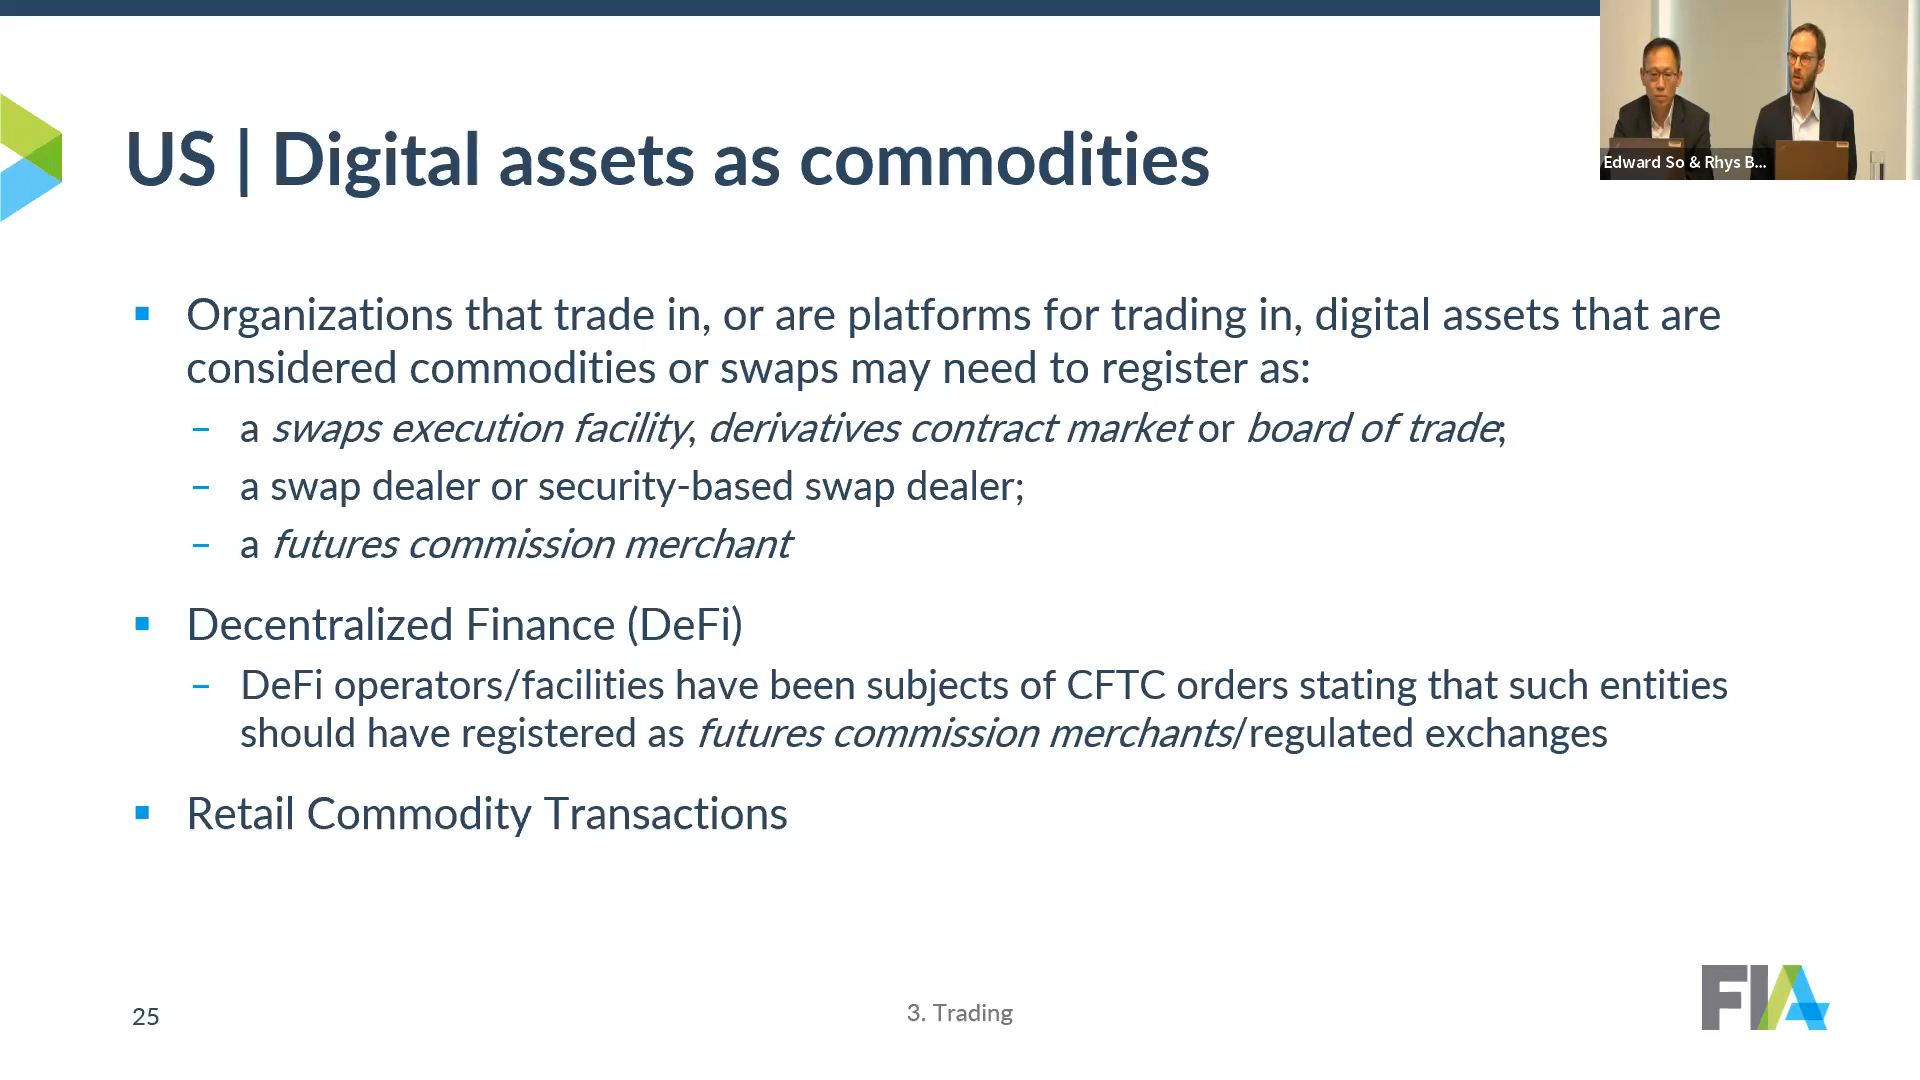 US | Digital assets as commodities
Edward So & Rhys B...
▪ Organizations that trade in, or are platforms for trading in, digital assets that are
considered commodities or swaps may need to register as:
– a swaps execution facility, derivatives contract market or board of trade;
– a swap dealer or security-based swap dealer;
– a futures commission merchant
▪ Decentralized Finance (DeFi)
– DeFi operators/facilities have been subjects of CFTC orders stating that such entities
should have registered as futures commission merchants/regulated exchanges
▪ Retail Commodity Transactions
25
3. Trading
FIA